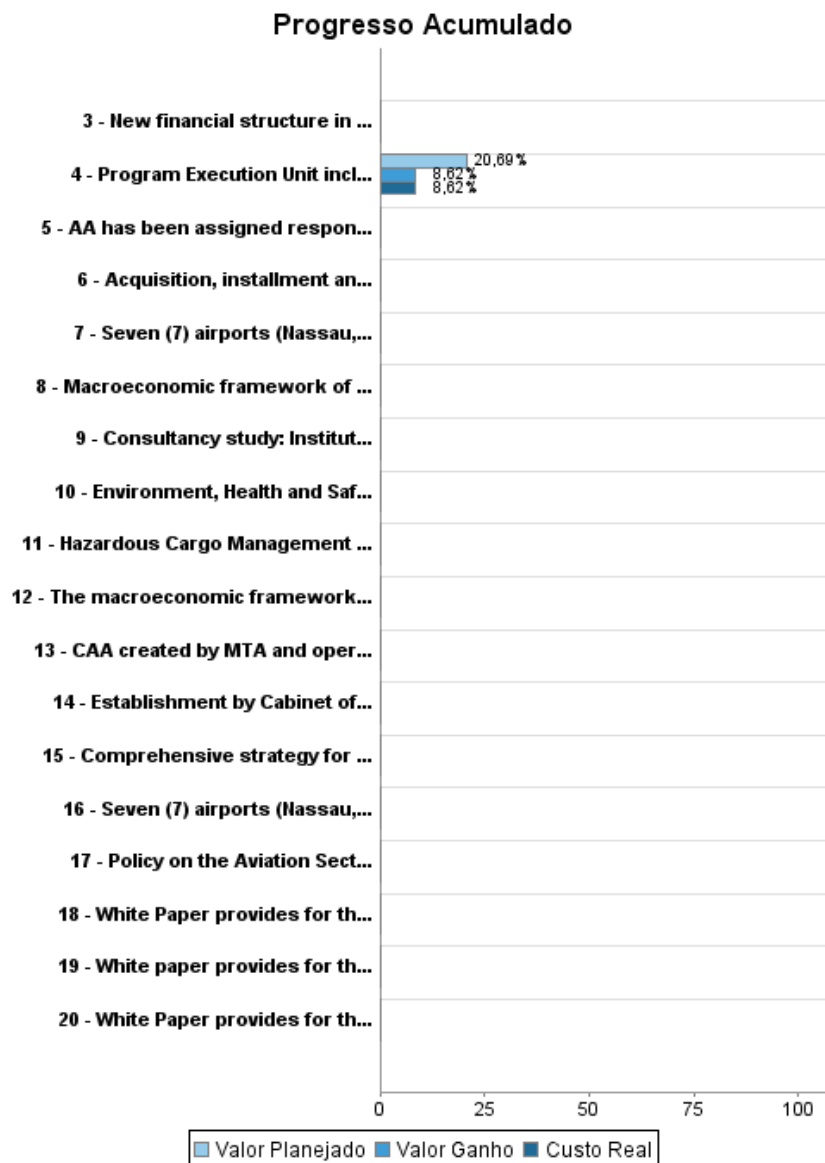 Progresso Acumulado
3 - New financial structure in ...
4 - Program Execution Unit incl...
20,69%
8,62%
8,62%
5 - AA has been assigned respon...
6 - Acquisition, installment an...
7 - Seven (7) airports (Nassau,...
8 - Macroeconomic framework of ...
9 - Consultancy study: Institut...
10 - Environment, Health and Saf...
11 - Hazardous Cargo Management ...
12 - The macroeconomic framework...
13 - CAA created by MTA and oper...
14 - Establishment by Cabinet of...
15 - Comprehensive strategy for ...
16 - Seven (7) airports (Nassau,...
17 - Policy on the Aviation Sect...
18 - White Paper provides for th...
19 - White paper provides for th...
20 - White Paper provides for th...
0 25 50 75 100
Valor Planejado Valor Ganho Custo Real